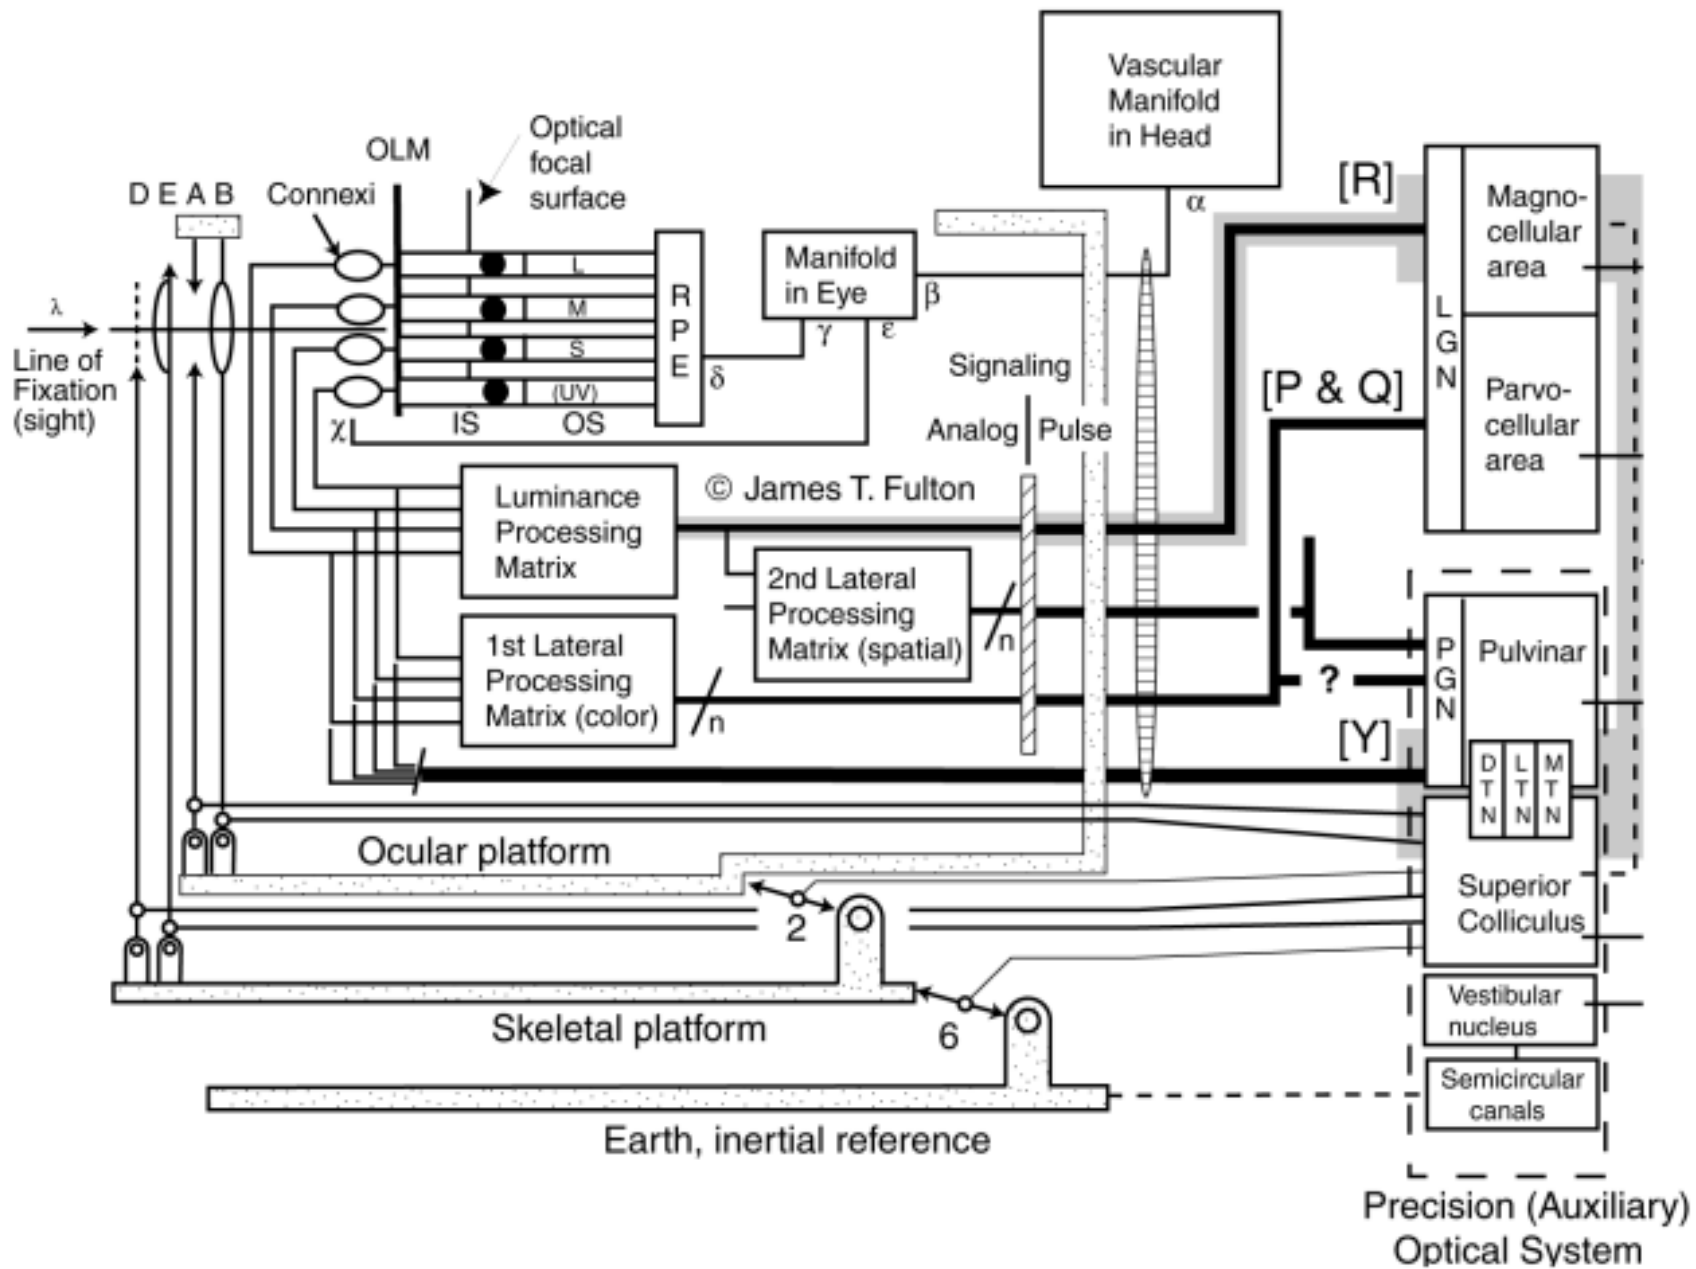 Vascular
Manifold
in Head
α
Optical
focal
surface
OLM
D E A B
Connexi
λ
Line of
Fixation
(sight)
L
M
S
(UV)
IS
OS
χ
R
P
E
δ
Manifold
in Eye
β
γ
ε
Signaling
Analog
Pulse
[R]
[P & Q]
[Y]
L
G
N
Magno-
cellular
area
Parvo-
cellular
area
© James T. Fulton
Luminance
Processing
Matrix
2nd Lateral
Processing
Matrix (spatial)
n
1st Lateral
Processing
Matrix (color)
n
?
P
G
N
Pulvinar
D
T
N
L
T
N
M
T
N
Superior
Colliculus
Ocular platform
2
Skeletal platform
6
Earth, inertial reference
Vestibular
nucleus
Semicircular
canals
Precision (Auxiliary)
Optical System